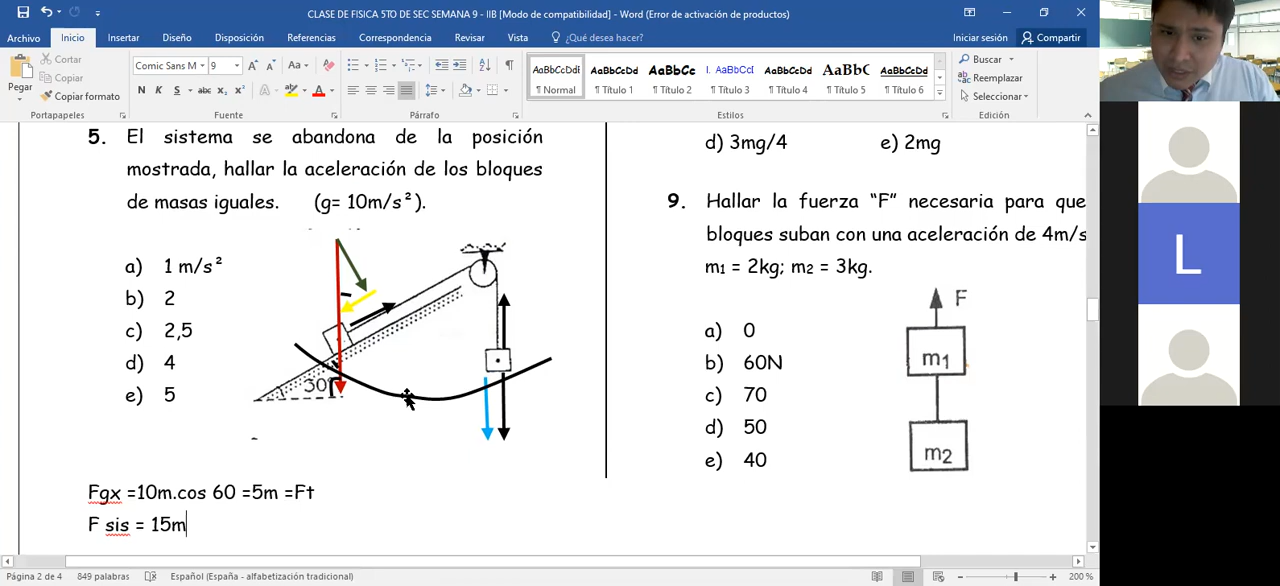 CLASE DE FISICA 5TO DE SEC SEMANA 9 - IIB [Modo de compatibilidad] - Word (Error de activación de productos)
Archivo Inicio Insertar Diseño Disposición Referencias Correspondencia Revisar Vista ¿Qué desea hacer? Iniciar sesión Compartir
Pegar
Cortar
Copiar
Copiar formato
Comic Sans M 9
N K S abc x₂ x²
AaBbCcDdE ¶ Normal
AaBbCcDd ¶ Título 1
AaBbCc ¶ Título 2
I. AaBbCcI ¶ Título 3
AaBbCcDd ¶ Título 4
AaBbC ¶ Título 5
AaBbCcDd ¶ Título 6
Buscar
Reemplazar
Seleccionar
Portapapeles Fuente Párrafo Estilos Edición
5. El sistema se abandona de la posición
mostrada, hallar la aceleración de los bloques
de masas iguales. (g= 10m/s²).
a) 1 m/s²
b) 2
c) 2,5
d) 4
e) 5
30°
Fgx =10m.cos 60 =5m =Ft
F sis = 15m
d) 3mg/4 e) 2mg
9. Hallar la fuerza "F" necesaria para que
bloques suban con una aceleración de 4m/s
m₁ = 2kg; m₂ = 3kg.
a) 0
b) 60N
c) 70
d) 50
e) 40
F
m₁
m₂
L
Página 2 de 4 849 palabras Español (España - alfabetización tradicional) 200 %